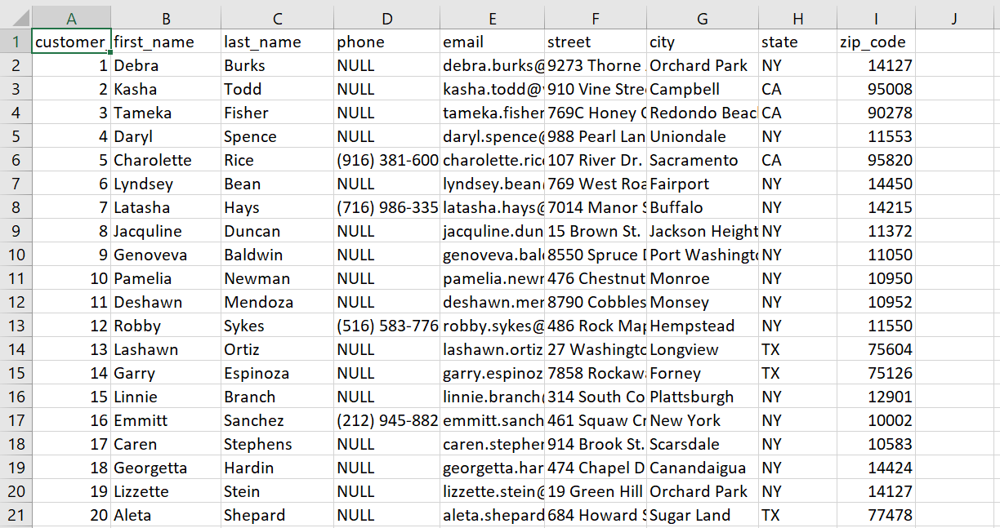 A B C D E F G H I J
1 customer_ first_name last_name phone email street city state zip_code
2 1 Debra Burks NULL debra.burks@ 9273 Thorne Orchard Park NY 14127
3 2 Kasha Todd NULL kasha.todd@ 910 Vine Stre Campbell CA 95008
4 3 Tameka Fisher NULL tameka.fisher 769C Honey Redondo Beac CA 90278
5 4 Daryl Spence NULL daryl.spence@ 988 Pearl Lan Uniondale NY 11553
6 5 Charolette Rice (916) 381-600 charolette.ric 107 River Dr. Sacramento CA 95820
7 6 Lyndsey Bean NULL lyndsey.bean 769 West Roa Fairport NY 14450
8 7 Latasha Hays (716) 986-335 latasha.hays@ 7014 Manor S Buffalo NY 14215
9 8 Jacquline Duncan NULL jacquline.dun 15 Brown St. Jackson Height NY 11372
10 9 Genoveva Baldwin NULL genoveva.bal 8550 Spruce Port Washingt NY 11050
11 10 Pamelia Newman NULL pamelia.newr 476 Chestnut Monroe NY 10950
12 11 Deshawn Mendoza NULL deshawn.mer 8790 Cobbles Monsey NY 10952
13 12 Robby Sykes (516) 583-776 robby.sykes@ 486 Rock Map Hempstead NY 11550
14 13 Lashawn Ortiz NULL lashawn.ortiz 27 Washingto Longview TX 75604
15 14 Garry Espinoza NULL garry.espinoz 7858 Rockaw Forney TX 75126
16 15 Linnie Branch NULL linnie.branch 314 South Co Plattsburgh NY 12901
17 16 Emmitt Sanchez (212) 945-882 emmitt.sanch 461 Squaw Cr New York NY 10002
18 17 Caren Stephens NULL caren.stepher 914 Brook St. Scarsdale NY 10583
19 18 Georgetta Hardin NULL georgetta.har 474 Chapel D Canandaigua NY 14424
20 19 Lizzette Stein NULL lizzette.stein@ 19 Green Hill Orchard Park NY 14127
21 20 Aleta Shepard NULL aleta.shepard 684 Howard S Sugar Land TX 77478